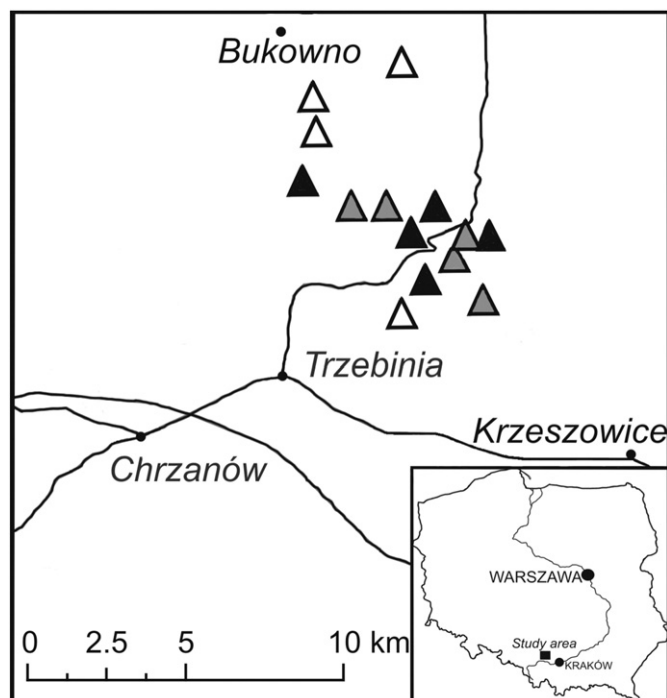 Bukowno
Trzebinia
Krzeszowice
Chrzanów
WARSZAWA
Study area
KRAKÓW
0 2.5 5 10 km